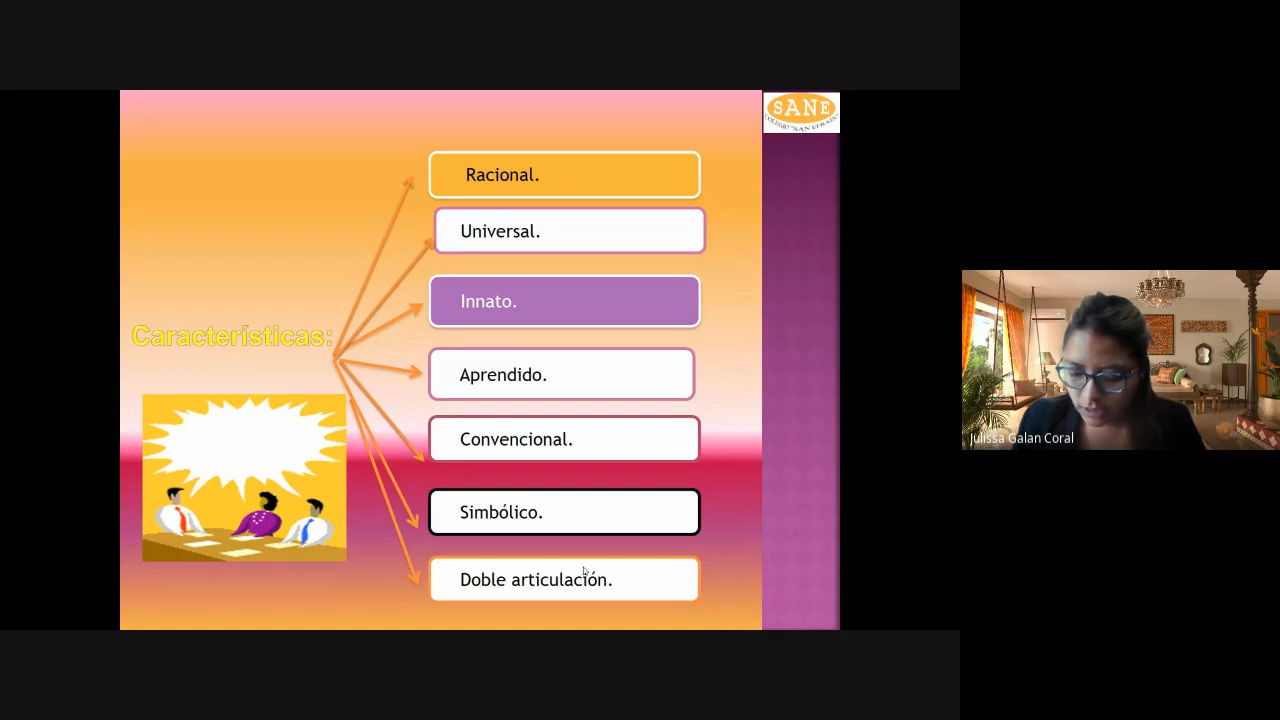 SANE
COLEGIO "SAN EFRAIN"
Racional.
Universal.
Innato.
Características:
Aprendido.
Convencional.
Simbólico.
Doble articulación.
Julissa Galan Coral